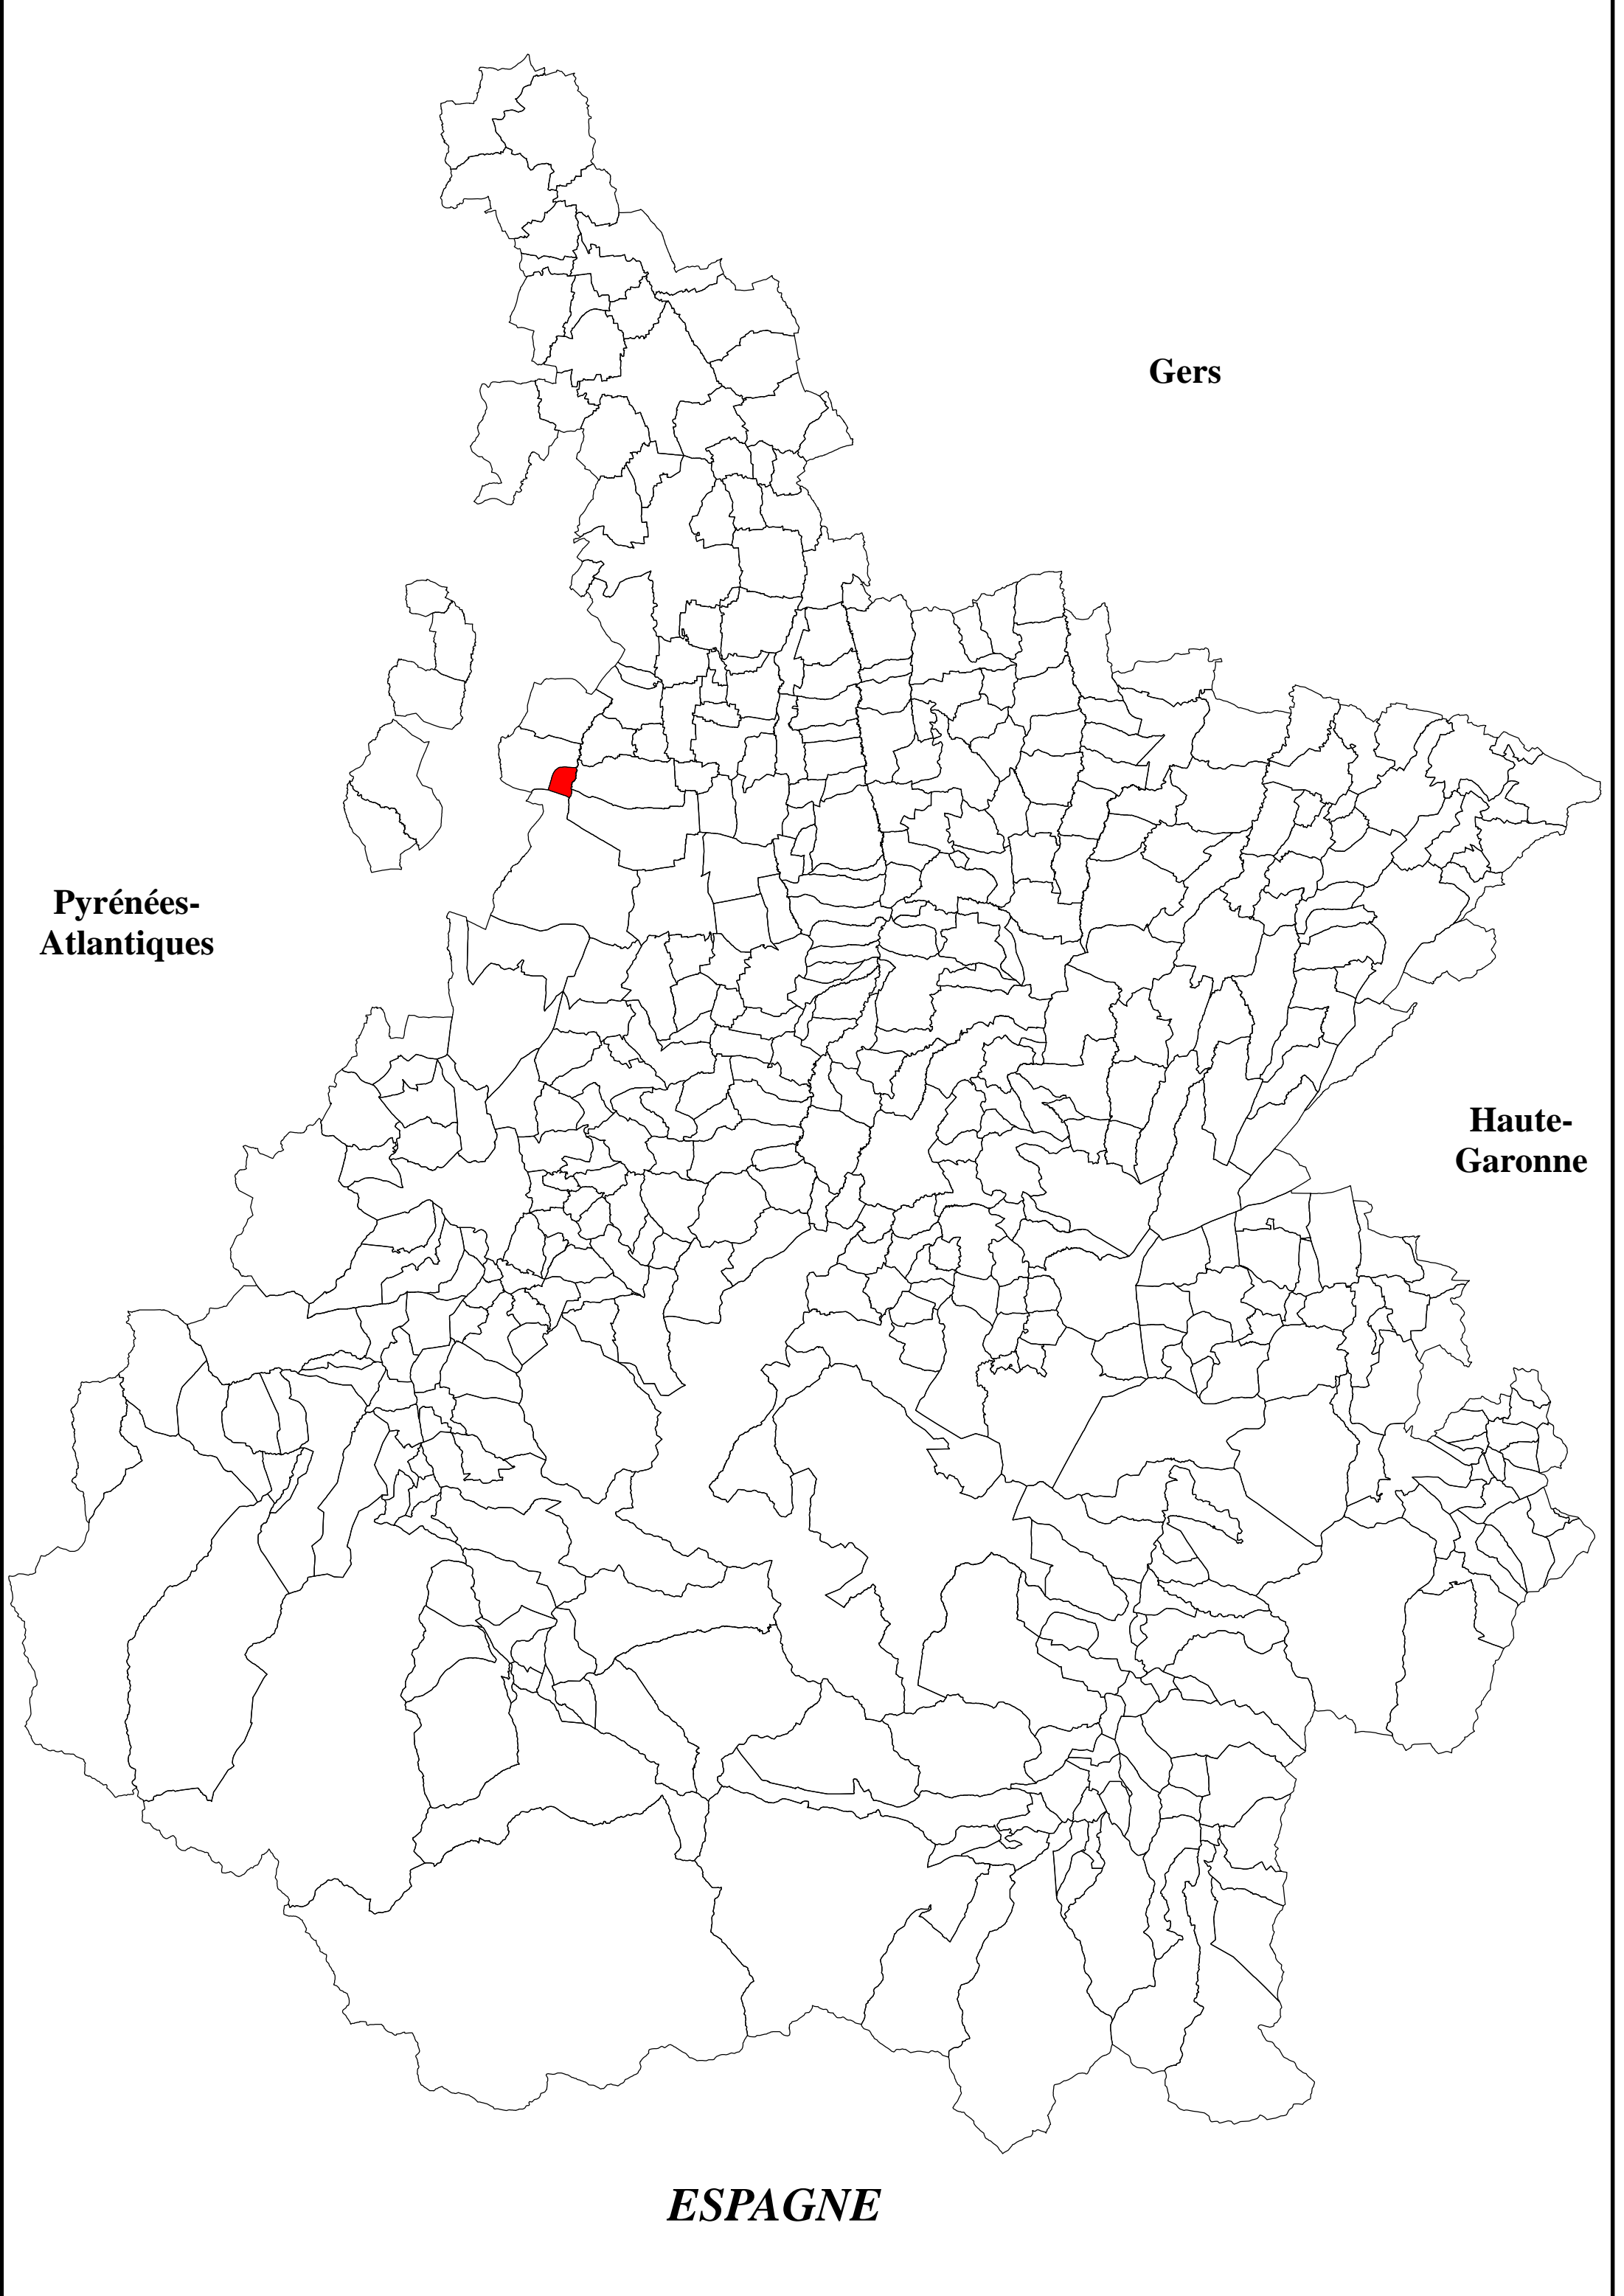 Gers
Pyrénées-
Atlantiques
Haute-
Garonne
ESPAGNE